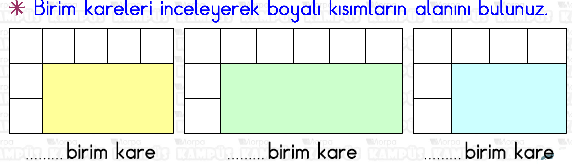 ✳ Birim kareleri inceleyerek boyalı kısımların alanını bulunuz.
..........birim kare ..........birim kare ..........birim kare